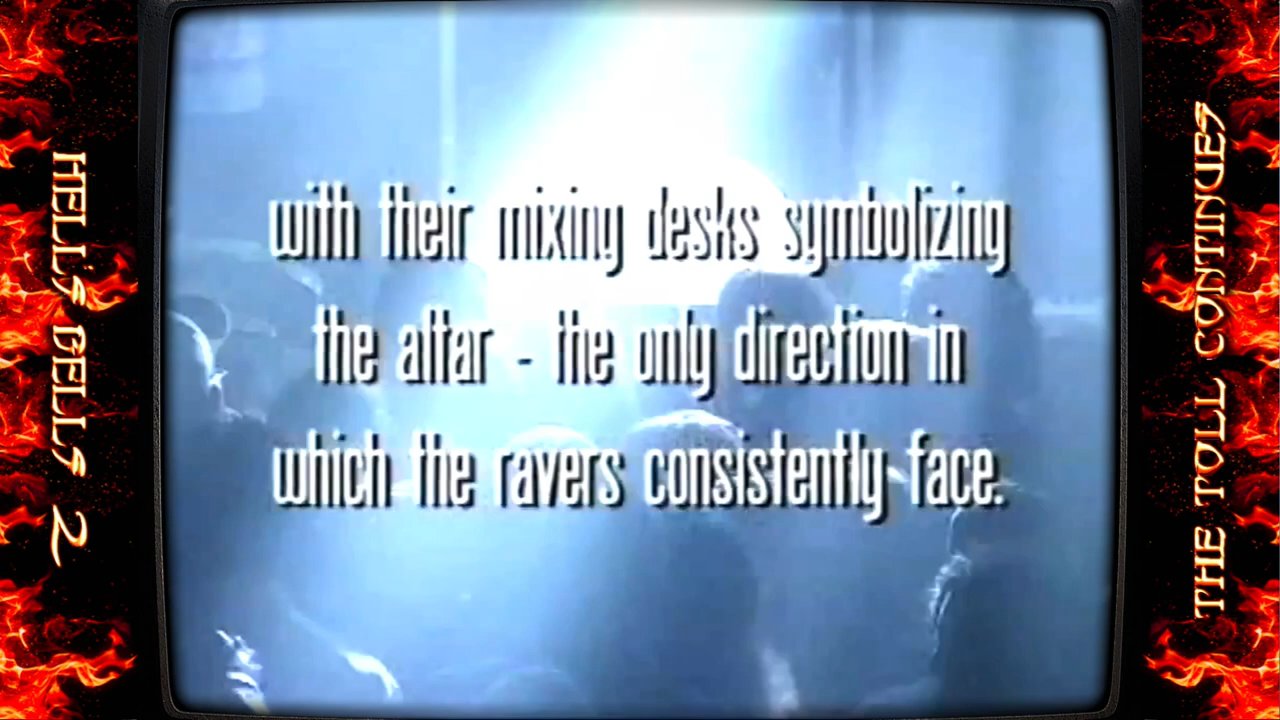 HELL'S BELLS 2
with their mixing desks symbolizing
the altar - the only direction in
which the ravers consistently face.
THE TOLL CONTINUES